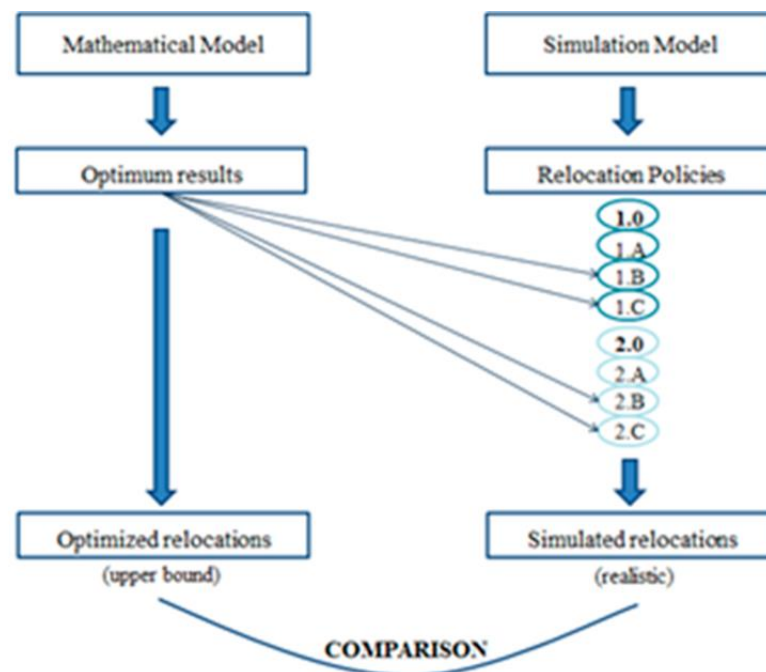 Mathematical Model
Simulation Model
Optimum results
Relocation Policies
1.0
1.A
1.B
1.C
2.0
2.A
2.B
2.C
Optimized relocations
(upper bound)
Simulated relocations
(realistic)
COMPARISON